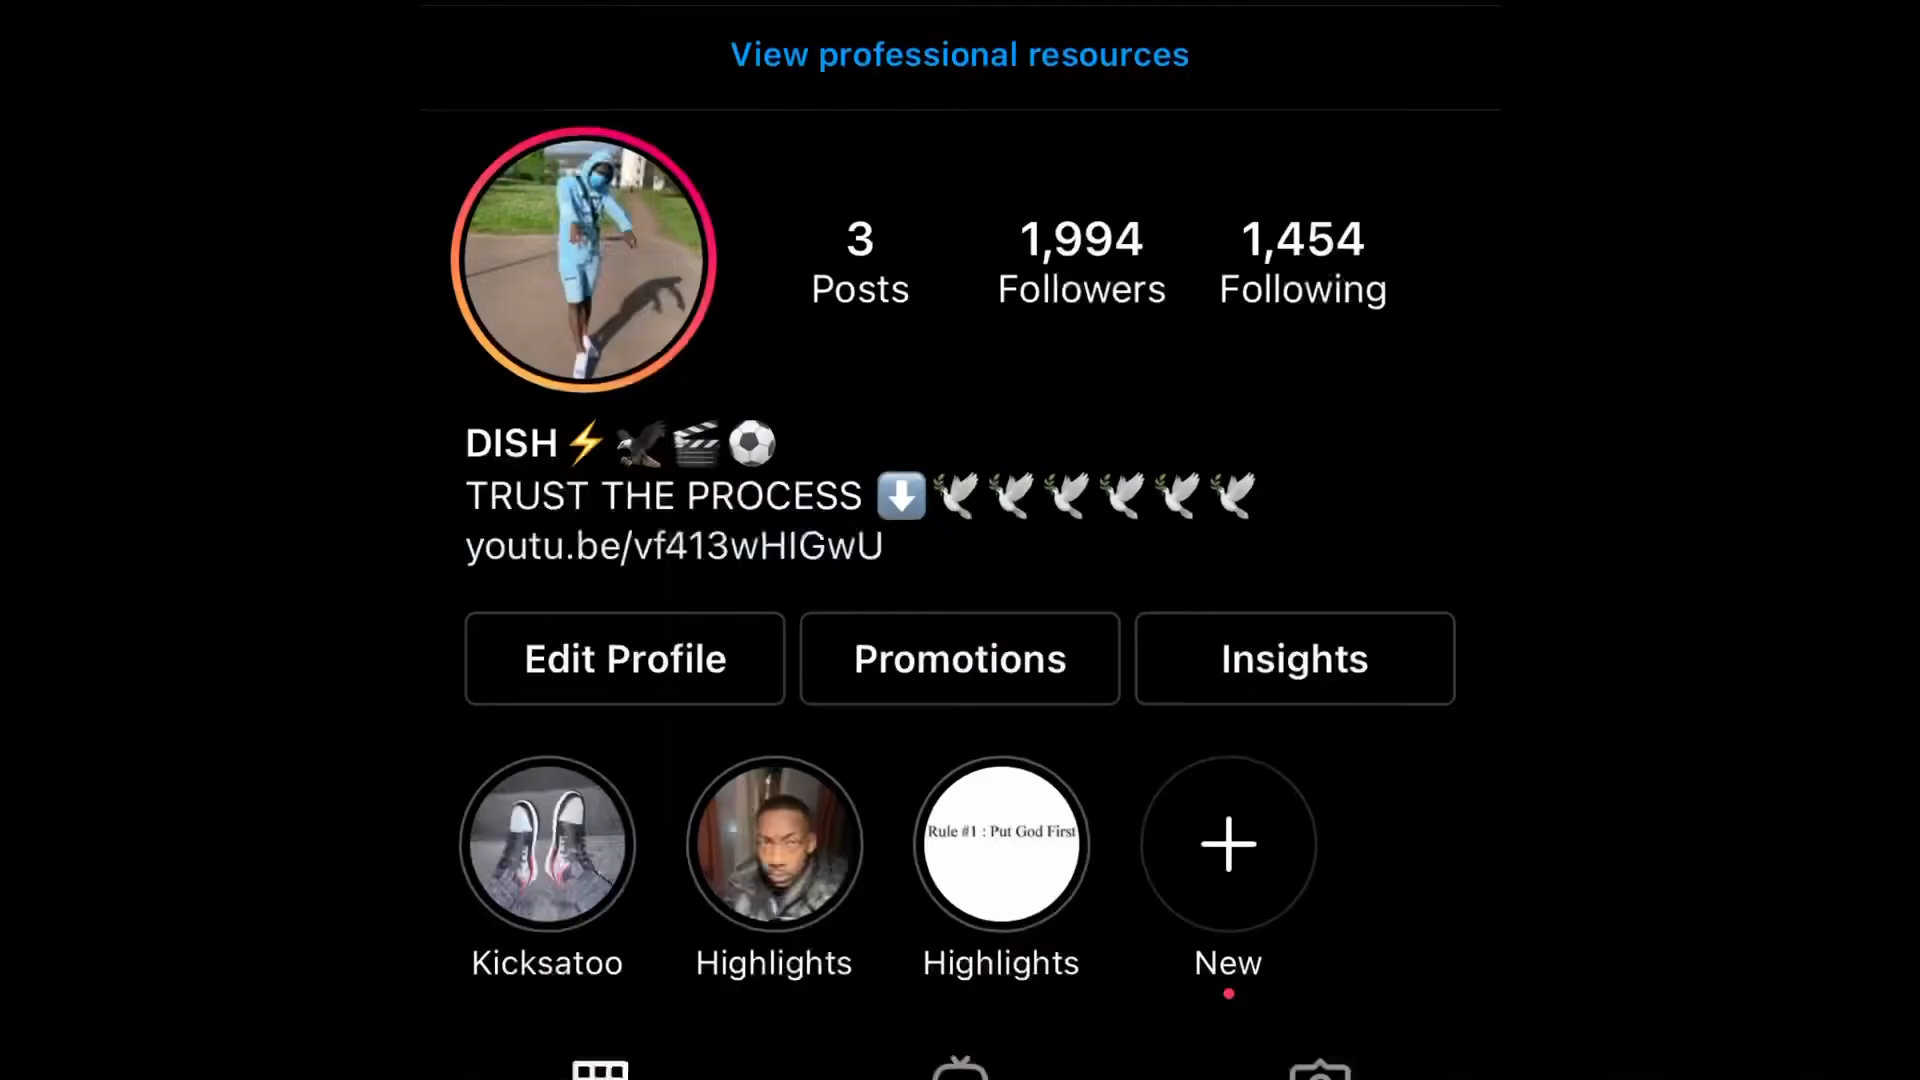 View professional resources
3 1,994 1,454
Posts Followers Following
DISH⚡🦅🎬⚽
TRUST THE PROCESS ⬇️🕊🕊🕊🕊🕊🕊
youtu.be/vf413wHIGwU
Edit Profile Promotions Insights
Rule #1 : Put God First
Kicksatoo Highlights Highlights New